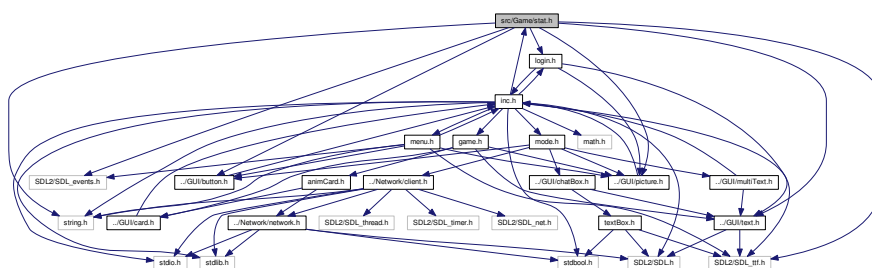 src/Game/stat.h
login.h
inc.h
menu.h
game.h
mode.h
math.h
SDL2/SDL_events.h
../GUI/button.h
animCard.h
../Network/client.h
../GUI/chatBox.h
../GUI/picture.h
../GUI/multiText.h
string.h
../GUI/card.h
../Network/network.h
SDL2/SDL_thread.h
SDL2/SDL_timer.h
SDL2/SDL_net.h
textBox.h
../GUI/text.h
stdio.h
stdlib.h
stdbool.h
SDL2/SDL.h
SDL2/SDL_ttf.h